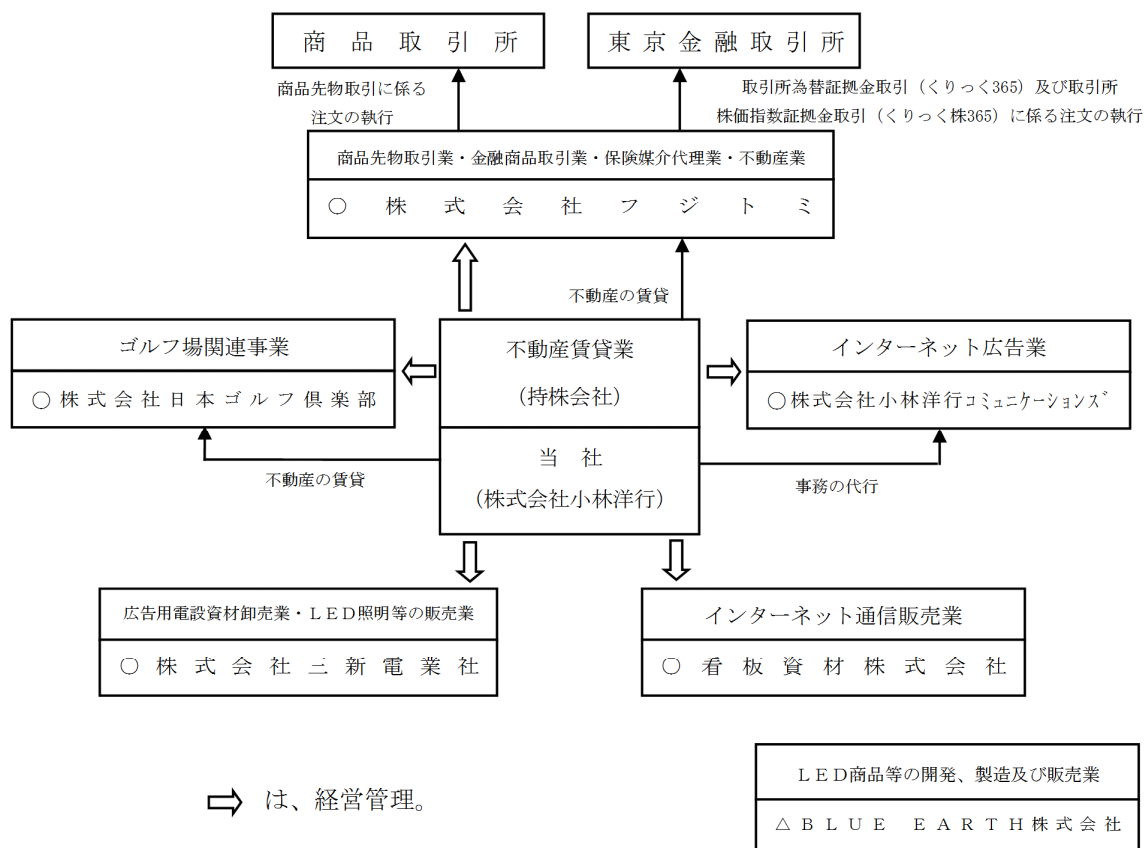 商品取引所
東京金融取引所
商品先物取引に係る
注文の執行
取引所為替証拠金取引（くりっく365）及び取引所
株価指数証拠金取引（くりっく株365）に係る注文の執行
商品先物取引業・金融商品取引業・保険媒介代理業・不動産業
○株式会社フジトミ
不動産の賃貸
ゴルフ場関連事業
○株式会社日本ゴルフ倶楽部
不動産賃貸業
（持株会社）
インターネット広告業
○株式会社小林洋行コミュニケーションズ
当社
（株式会社小林洋行）
不動産の賃貸
事務の代行
広告用電設資材卸売業・ＬＥＤ照明等の販売業
○株式会社三新電業社
インターネット通信販売業
○看板資材株式会社
は、経営管理。
ＬＥＤ商品等の開発、製造及び販売業
△ＢＬＵＥ　ＥＡＲＴＨ株式会社